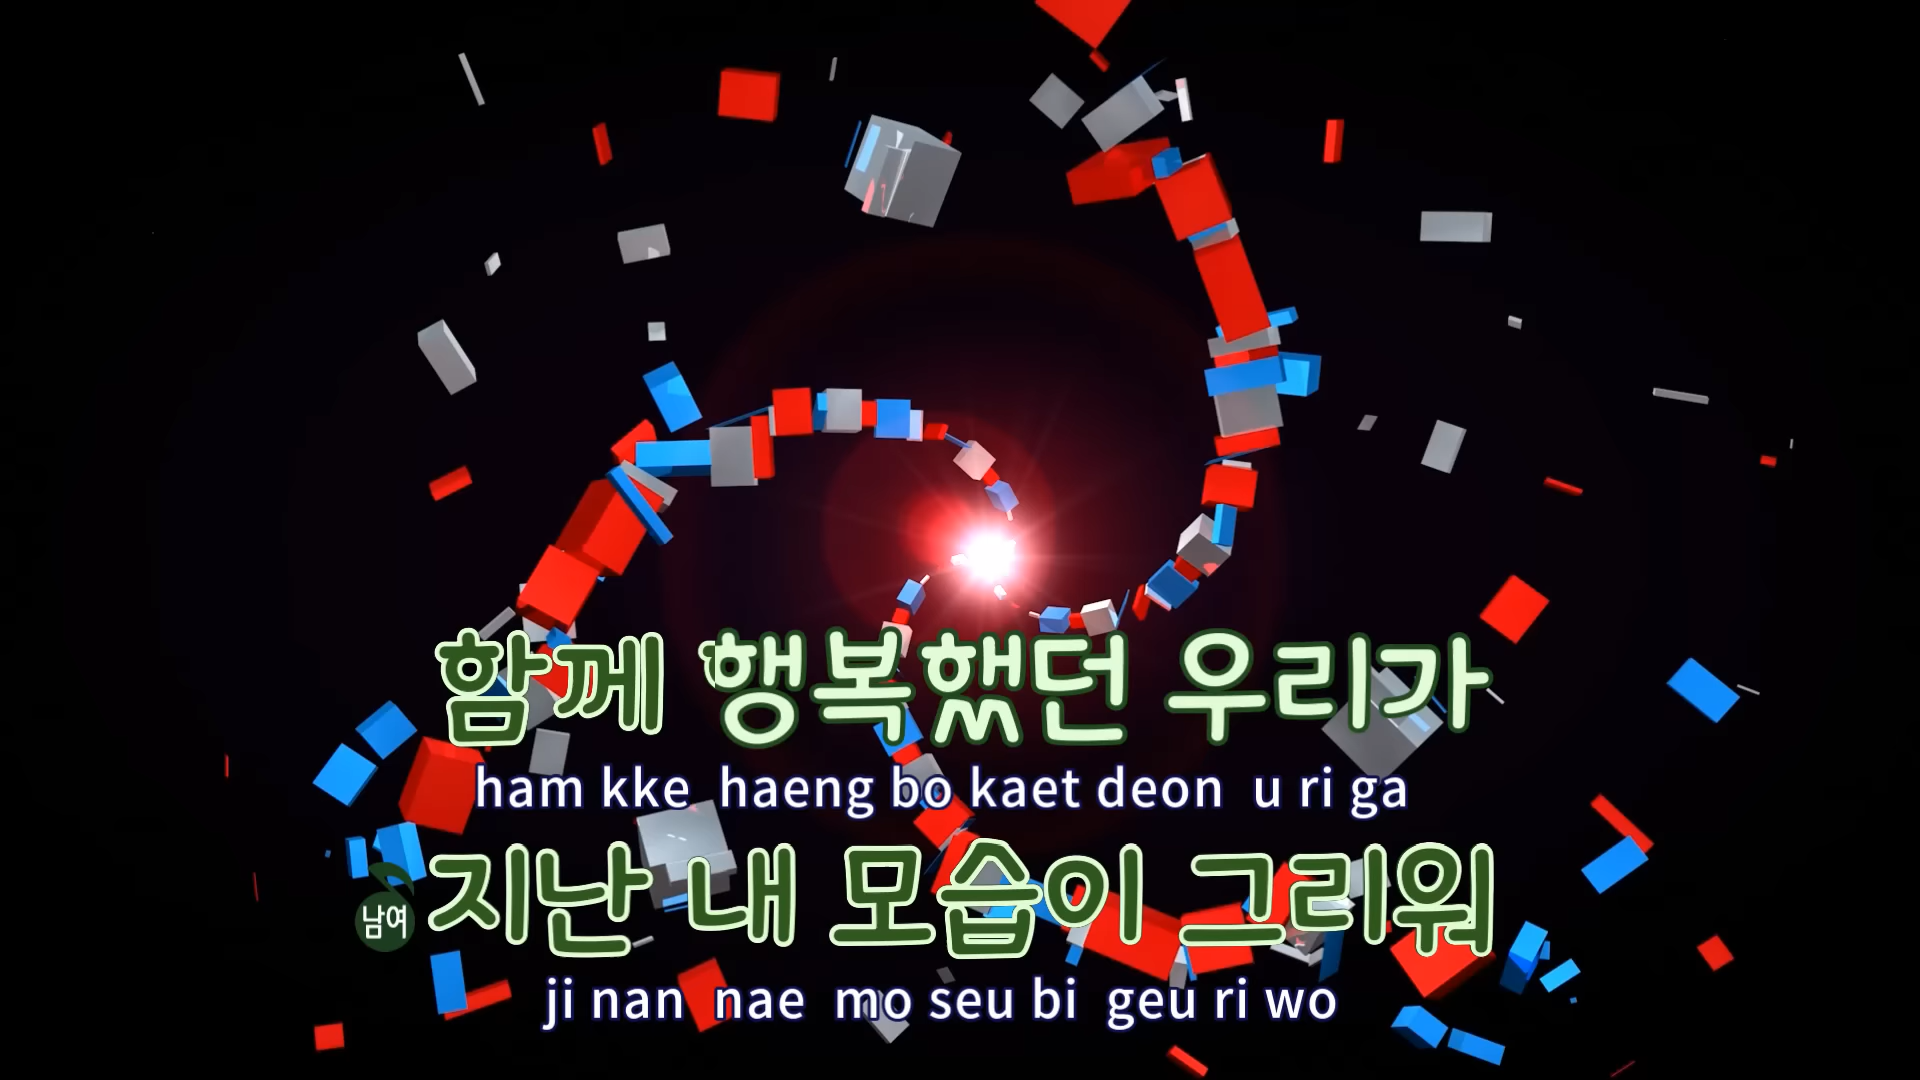 함께 행복했던 우리가
ham kke haeng bo kaet deon u ri ga
남여 지난 내 모습이 그리워
ji nan nae mo seu bi geu ri wo